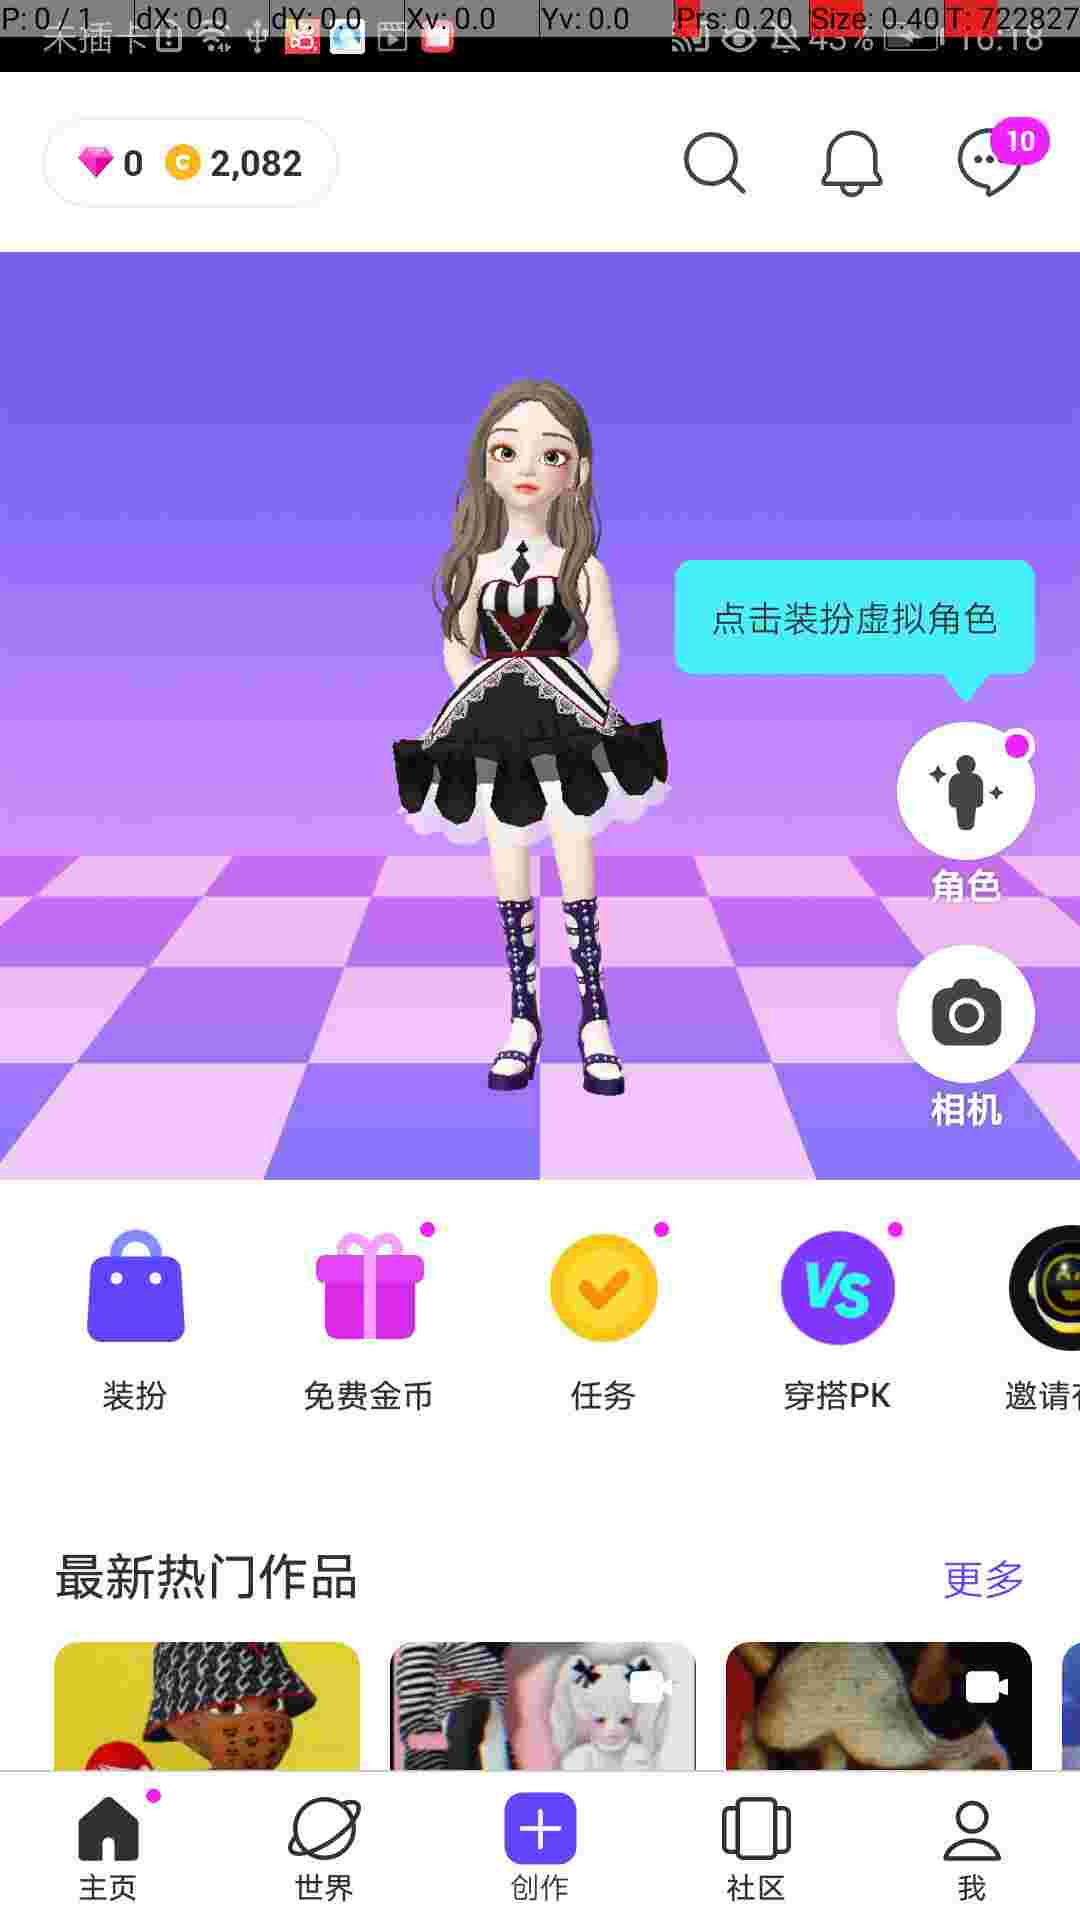 P: 0 / 1 dX: 0.0 dY: 0.0 Xv: 0.0 Yv: 0.0 Prs: 0.20 Size: 0.40 T: 722827
未插卡 43% 16:18
0 2,082 10
点击装扮虚拟角色
角色
相机
VS
装扮 免费金币 任务 穿搭PK 邀请
最新热门作品 更多
主页 世界 创作 社区 我